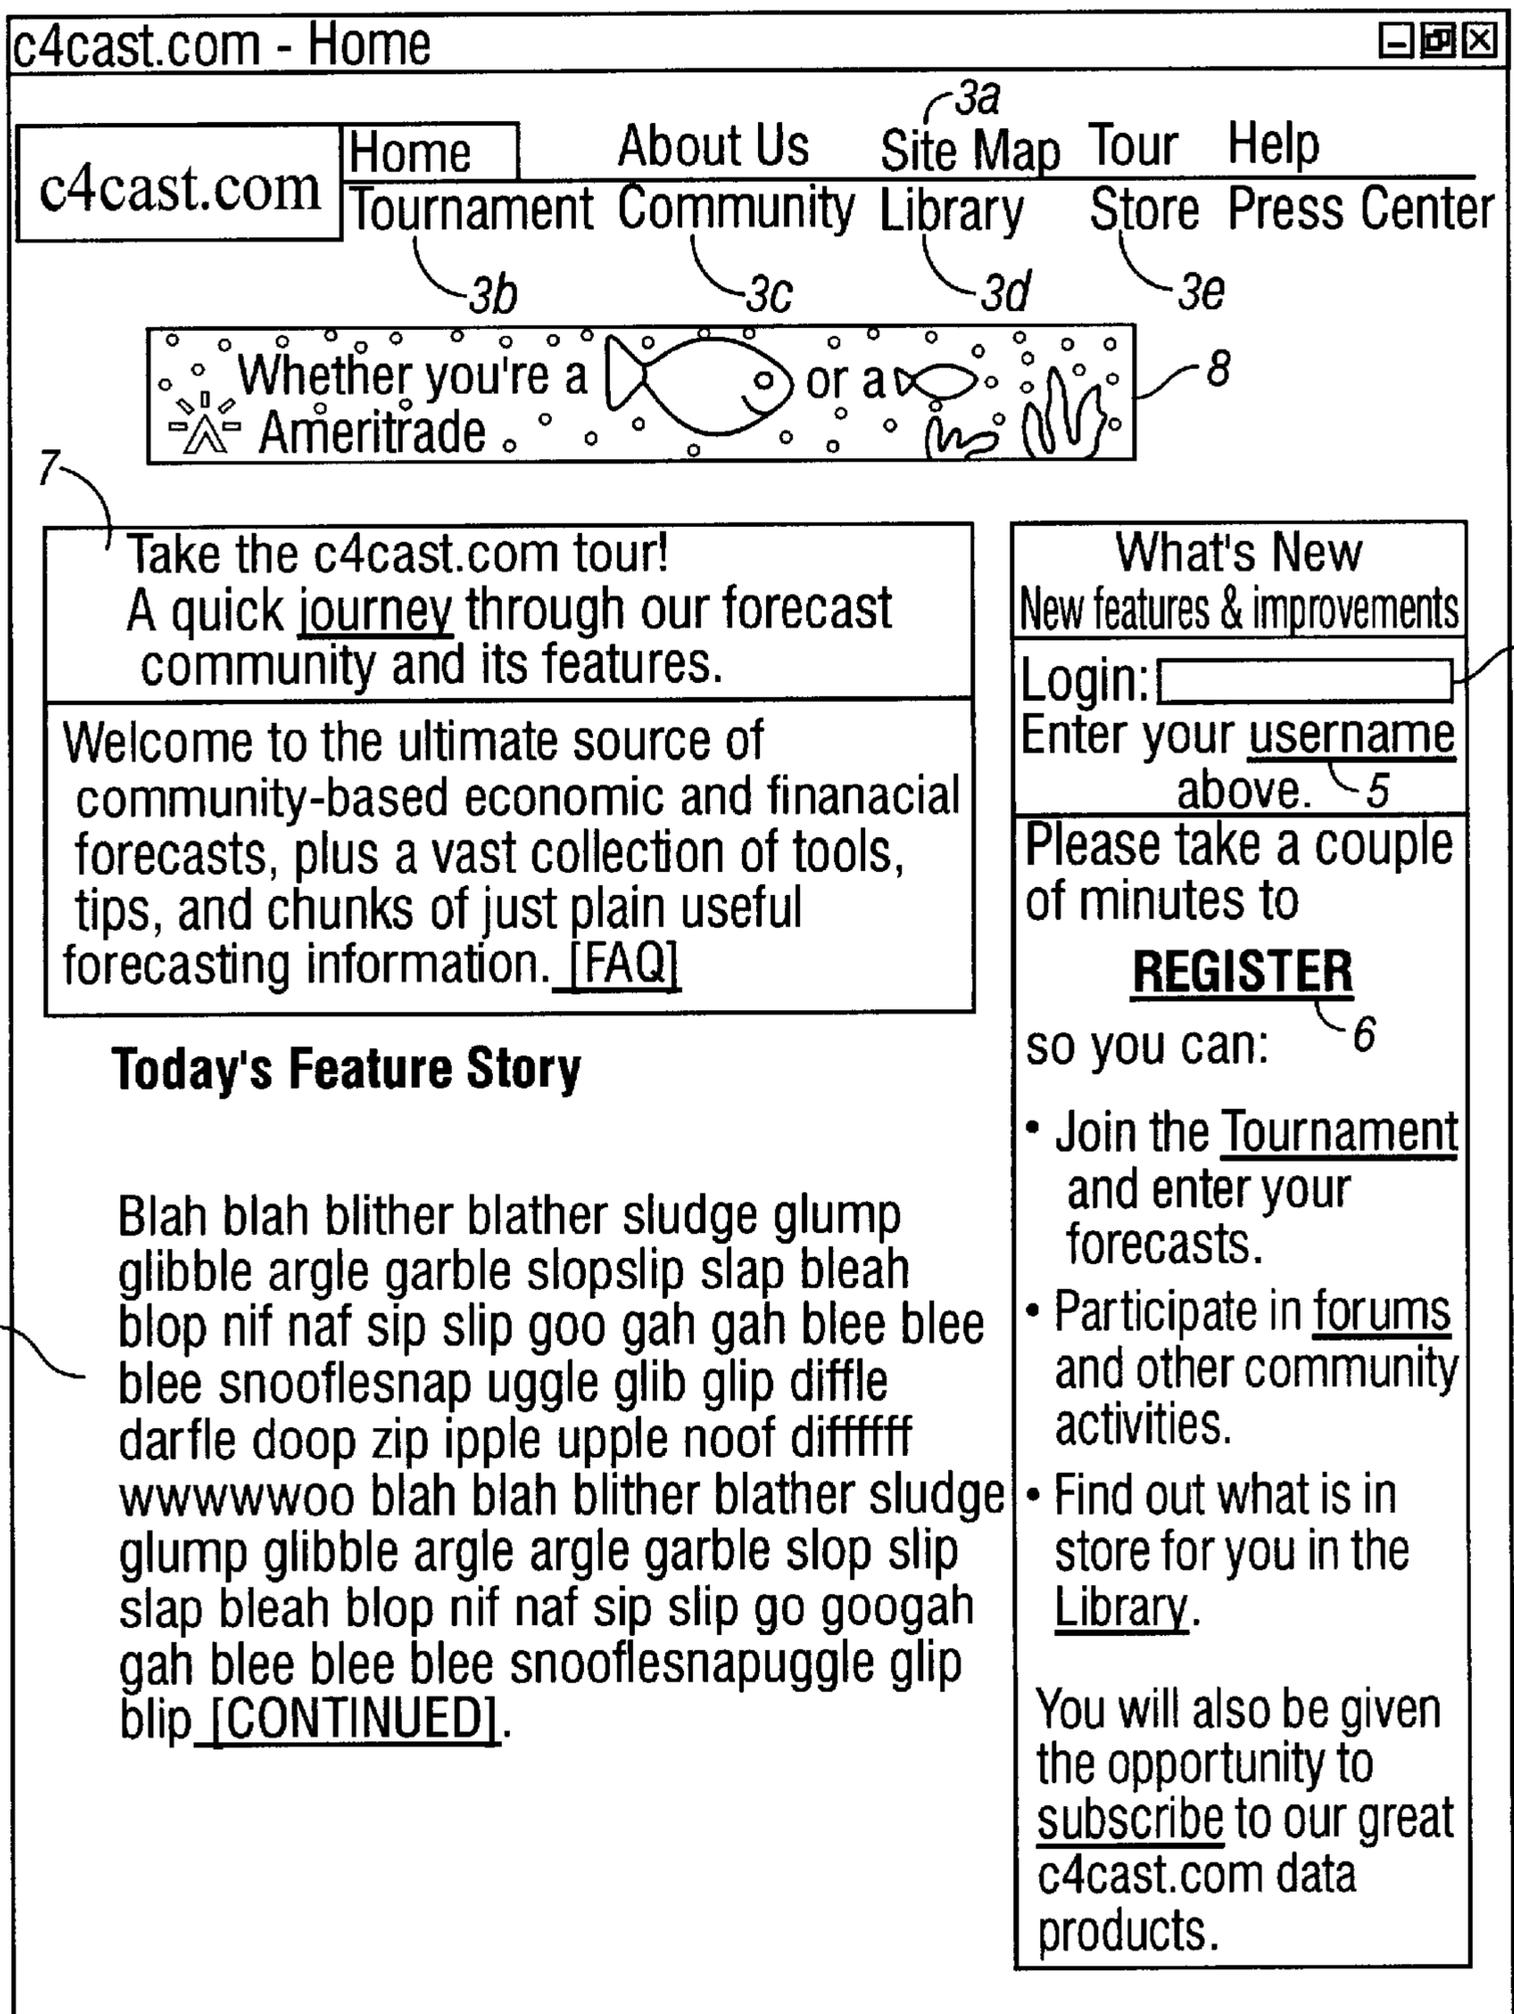 c4cast.com - Home
3a
c4cast.com
Home About Us Site Map Tour Help
Tournament Community Library Store Press Center
3b 3c 3d 3e
Whether you're a or a
Ameritrade
8
7
Take the c4cast.com tour!
A quick journey through our forecast
community and its features.
Welcome to the ultimate source of
community-based economic and finanacial
forecasts, plus a vast collection of tools,
tips, and chunks of just plain useful
forecasting information. [FAQ]
Today's Feature Story
Blah blah blither blather sludge glump
glibble argle garble slopslip slap bleah
blop nif naf sip slip goo gah gah blee blee
blee snooflesnap uggle glib glip diffle
darfle doop zip ipple upple noof difffffff
wwwwwwoo blah blah blither blather sludge
glump glibble argle argle garble slop slip
slap bleah blop nif naf sip slip go googah
gah blee blee blee snooflesnapuggle glip
blip [CONTINUED].
What's New
New features & improvements
Login:
Enter your username
above. 5
Please take a couple
of minutes to
REGISTER
6
so you can:
• Join the Tournament
and enter your
forecasts.
• Participate in forums
and other community
activities.
• Find out what is in
store for you in the
Library.
You will also be given
the opportunity to
subscribe to our great
c4cast.com data
products.